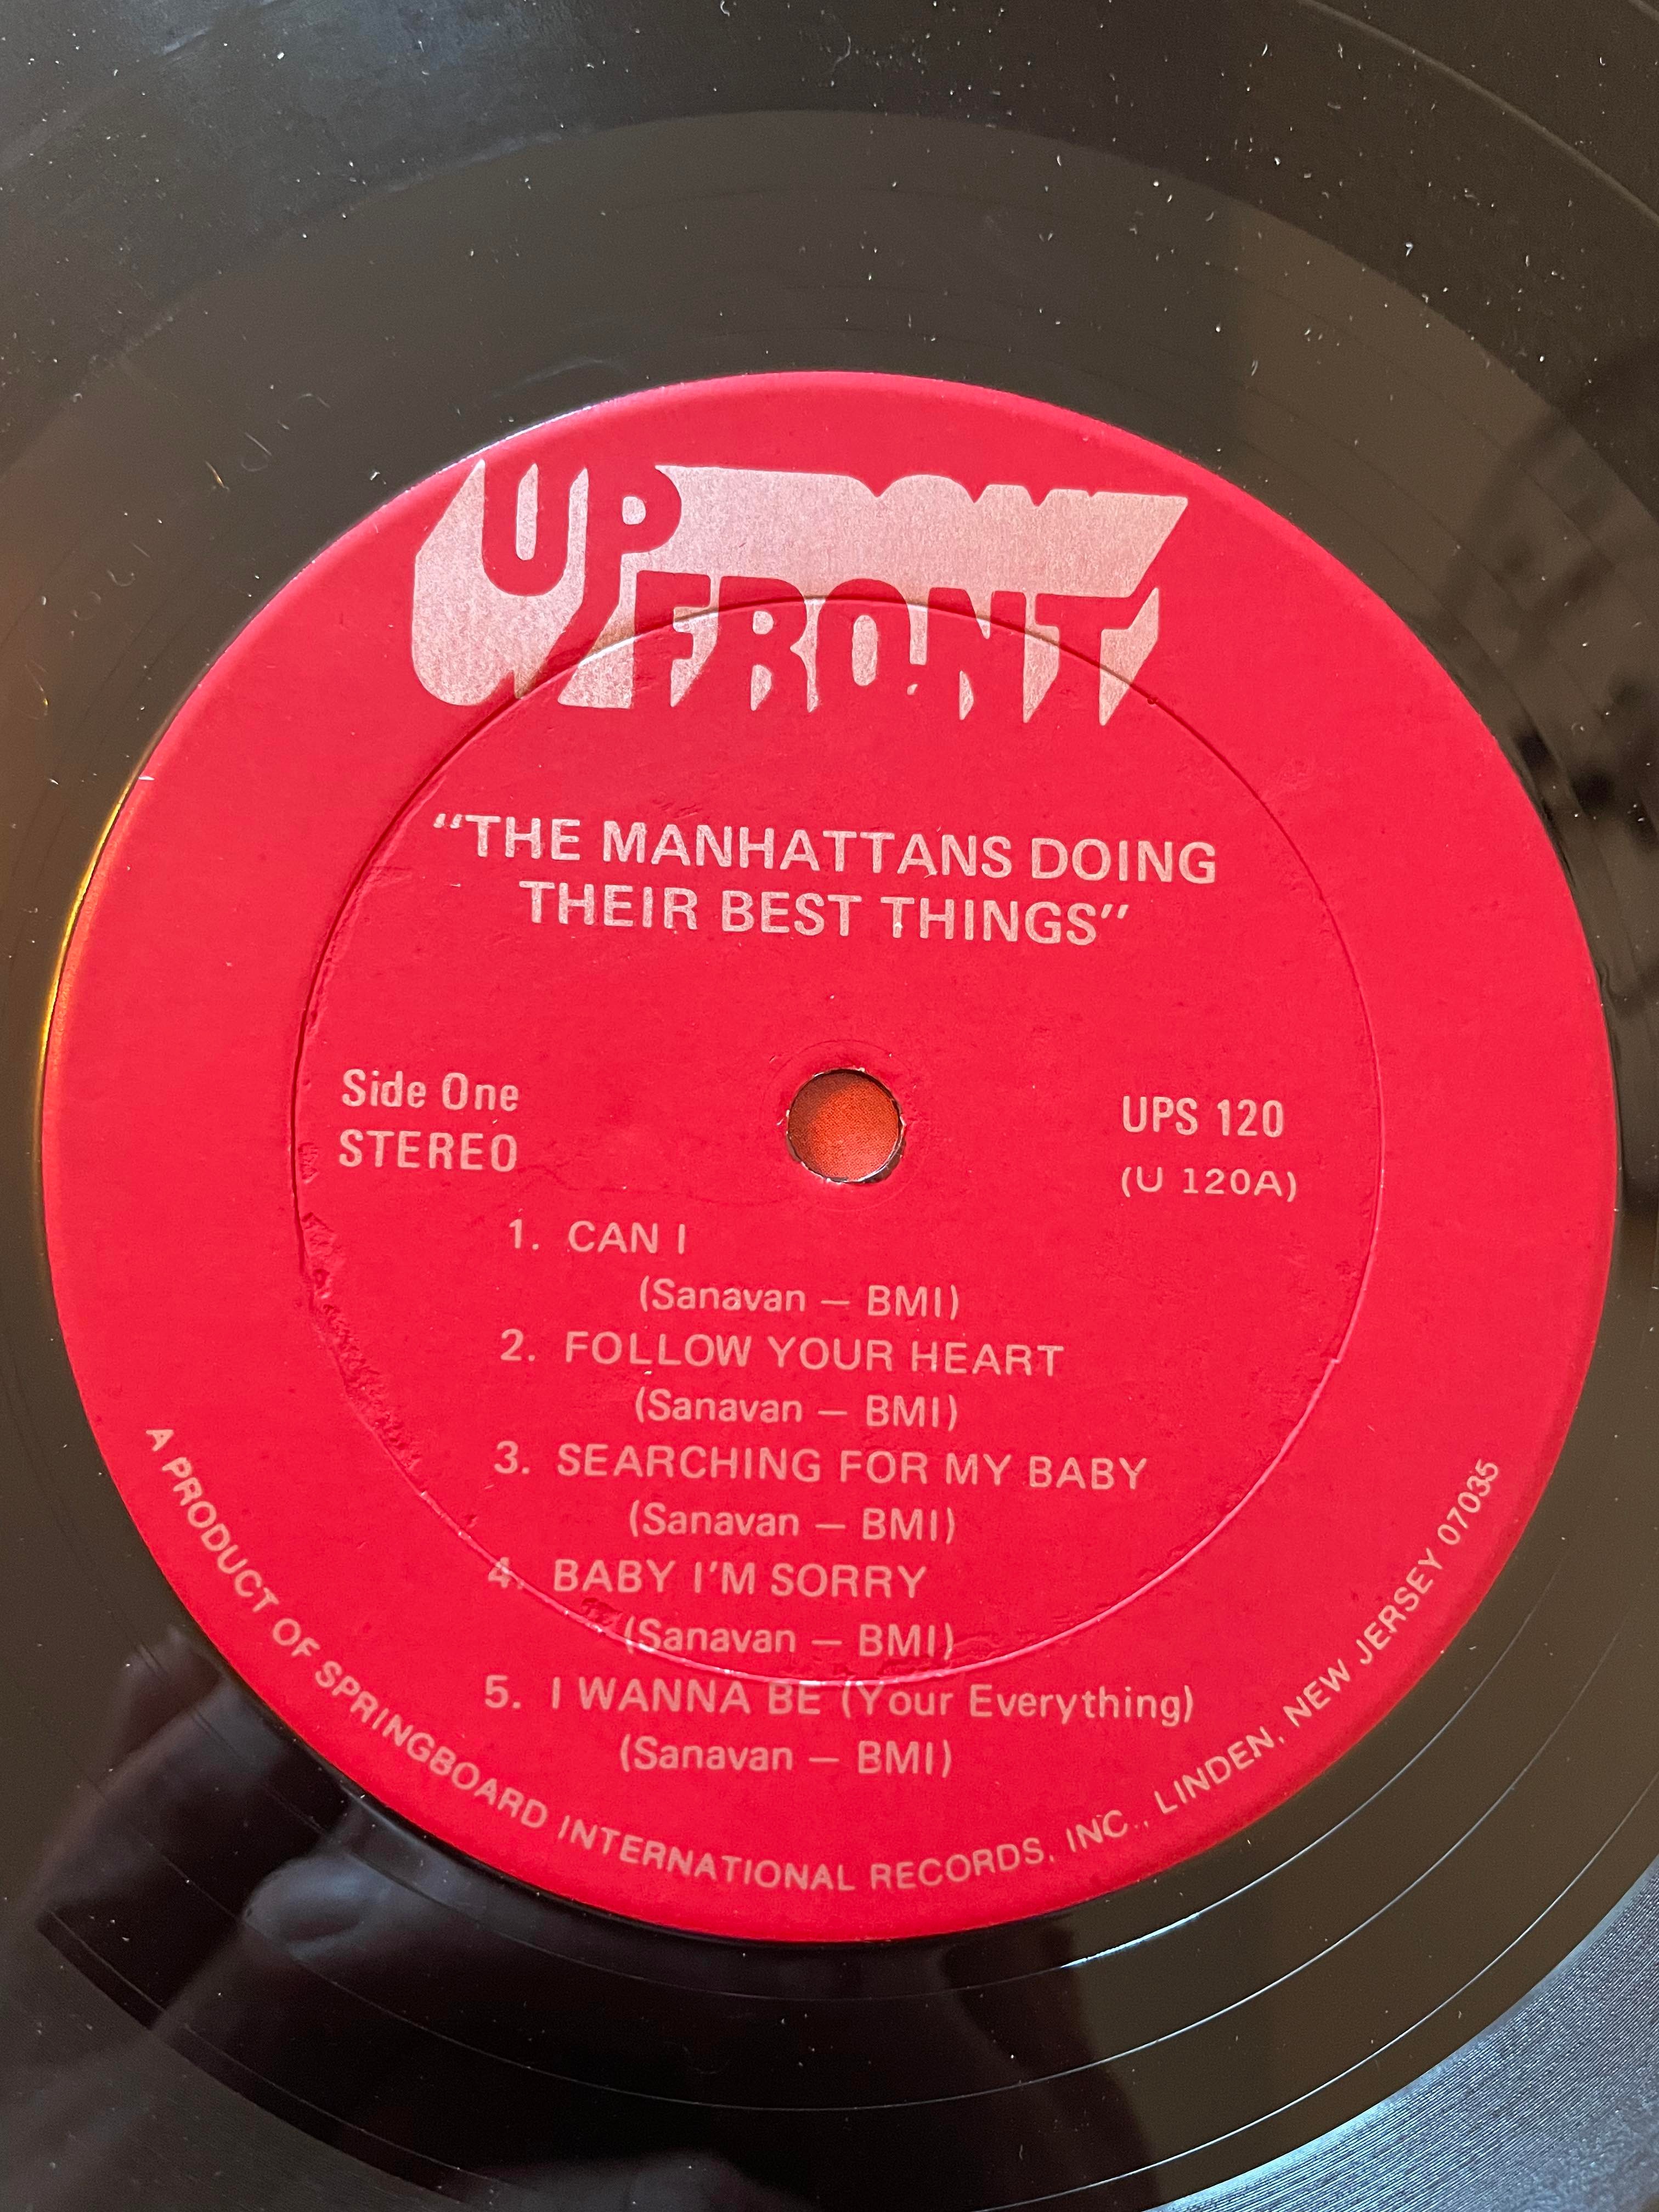 UP
FRONT
"THE MANHATTANS DOING
THEIR BEST THINGS"
Side One
STEREO
UPS 120
(U 120A)
1. CAN I
(Sanavan — BMI)
2. FOLLOW YOUR HEART
(Sanavan — BMI)
3. SEARCHING FOR MY BABY
(Sanavan — BMI)
4. BABY I'M SORRY
(Sanavan — BMI)
5. I WANNA BE (Your Everything)
(Sanavan — BMI)
A PRODUCT OF SPRINGBOARD INTERNATIONAL RECORDS, INC., LINDEN, NEW JERSEY 07035